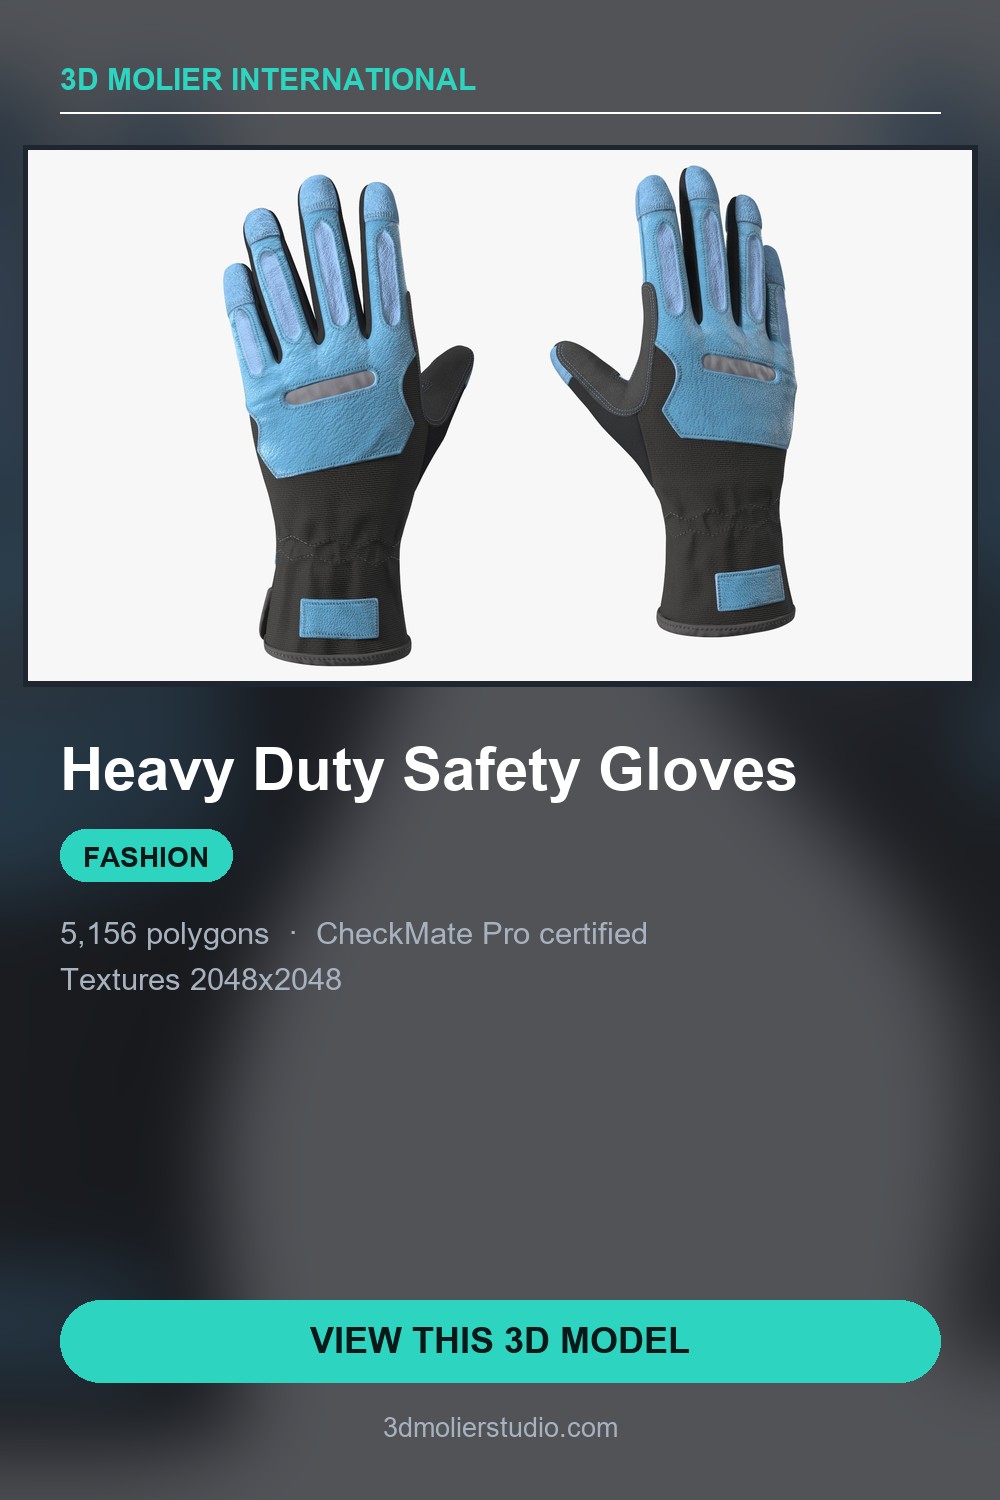 3D MOLIER INTERNATIONAL
Heavy Duty Safety Gloves
FASHION
5,156 polygons · CheckMate Pro certified
Textures 2048x2048
VIEW THIS 3D MODEL
3dmolierstudio.com